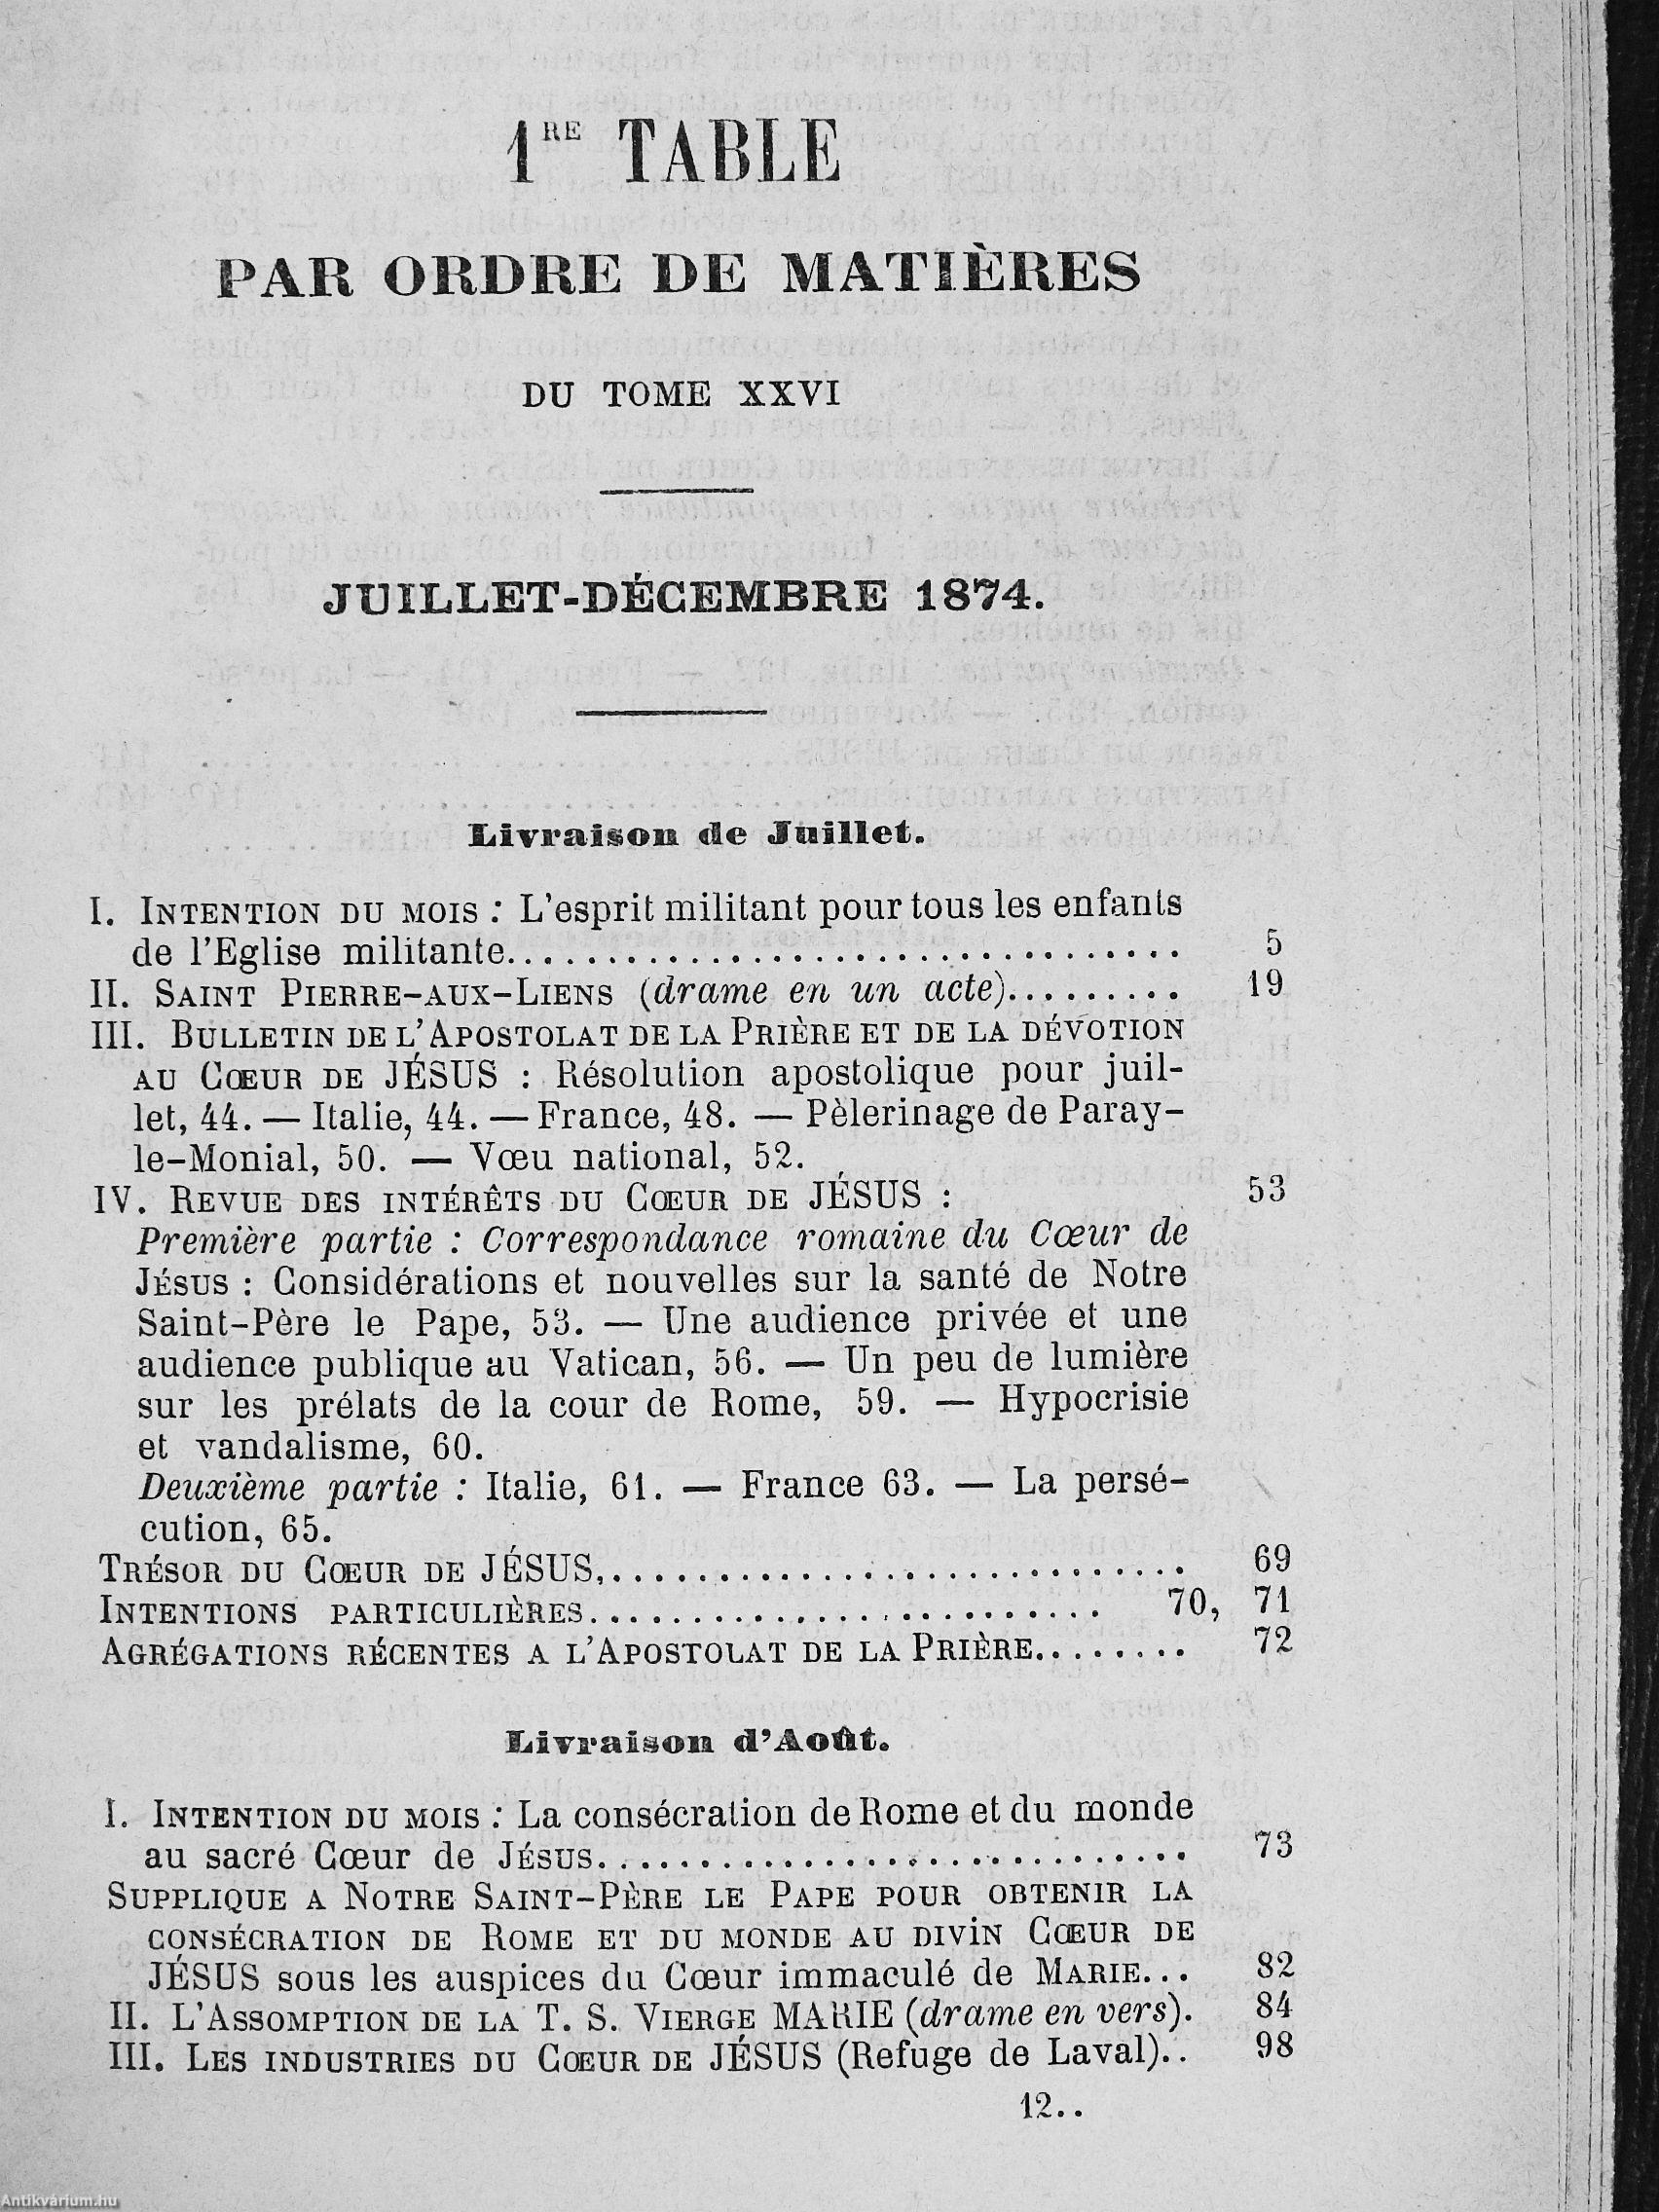 1RE TABLE
PAR ORDRE DE MATIÈRES
DU TOME XXVI
JUILLET-DÉCEMBRE 1874.
Livraison de Juillet.
I. INTENTION DU MOIS : L'esprit militant pour tous les enfants
de l'Eglise militante.................................. 5
II. SAINT PIERRE-AUX-LIENS (drame en un acte)......... 19
III. BULLETIN DE L'APOSTOLAT DE LA PRIÈRE ET DE LA DÉVOTION
AU CŒUR DE JÉSUS : Résolution apostolique pour juil-
let, 44. — Italie, 44. — France, 48. — Pèlerinage de Paray-
le-Monial, 50. — Vœu national, 52.
IV. REVUE DES INTÉRÊTS DU CŒUR DE JÉSUS : 53
Première partie : Correspondance romaine du Cœur de
JÉSUS : Considérations et nouvelles sur la santé de Notre
Saint-Père le Pape, 53. — Une audience privée et une
audience publique au Vatican, 56. — Un peu de lumière
sur les prélats de la cour de Rome, 59. — Hypocrisie
et vandalisme, 60.
Deuxième partie : Italie, 61. — France 63. — La persé-
cution, 65.
TRÉSOR DU CŒUR DE JÉSUS,.............................. 69
INTENTIONS PARTICULIÈRES.......................... 70, 71
AGRÉGATIONS RÉCENTES A L'APOSTOLAT DE LA PRIÈRE........ 72
Livraison d'Août.
I. INTENTION DU MOIS : La consécration de Rome et du monde
au sacré Cœur de JÉSUS.............................. 73
SUPPLIQUE A NOTRE SAINT-PÈRE LE PAPE POUR OBTENIR LA
CONSÉCRATION DE ROME ET DU MONDE AU DIVIN CŒUR DE
JÉSUS sous les auspices du Cœur immaculé de MARIE... 82
II. L'ASSOMPTION DE LA T. S. VIERGE MARIE (drame en vers). 84
III. LES INDUSTRIES DU CŒUR DE JÉSUS (Refuge de Laval).. 98
12..
Antikvárium.hu